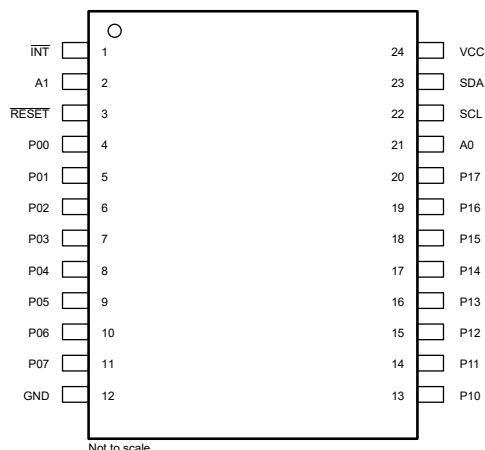 INT 1 24 VCC
A1 2 23 SDA
RESET 3 22 SCL
P00 4 21 A0
P01 5 20 P17
P02 6 19 P16
P03 7 18 P15
P04 8 17 P14
P05 9 16 P13
P06 10 15 P12
P07 11 14 P11
GND 12 13 P10
Not to scale